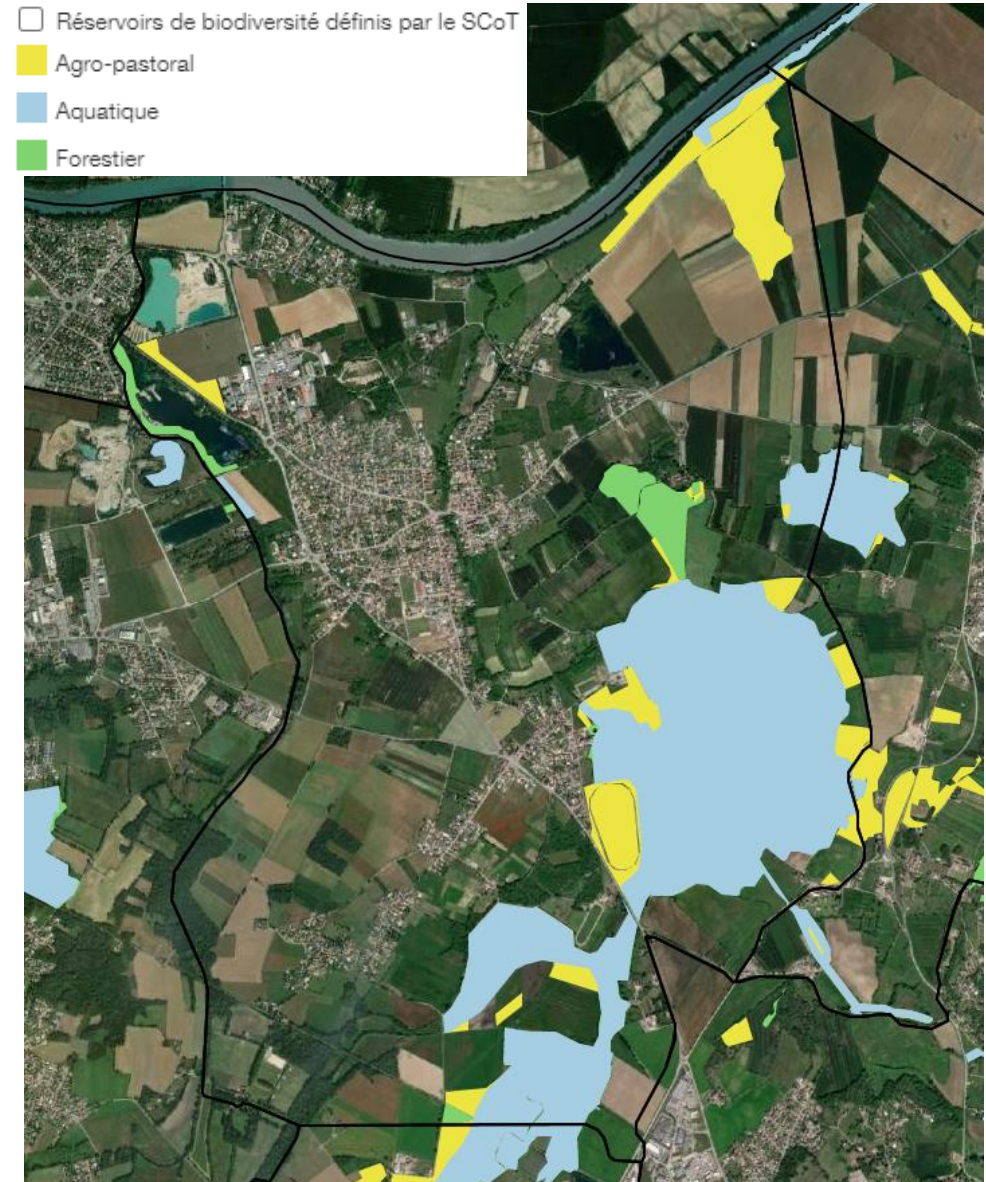 Réservoirs de biodiversité définis par le SCoT
Agro-pastoral
Aquatique
Forestier